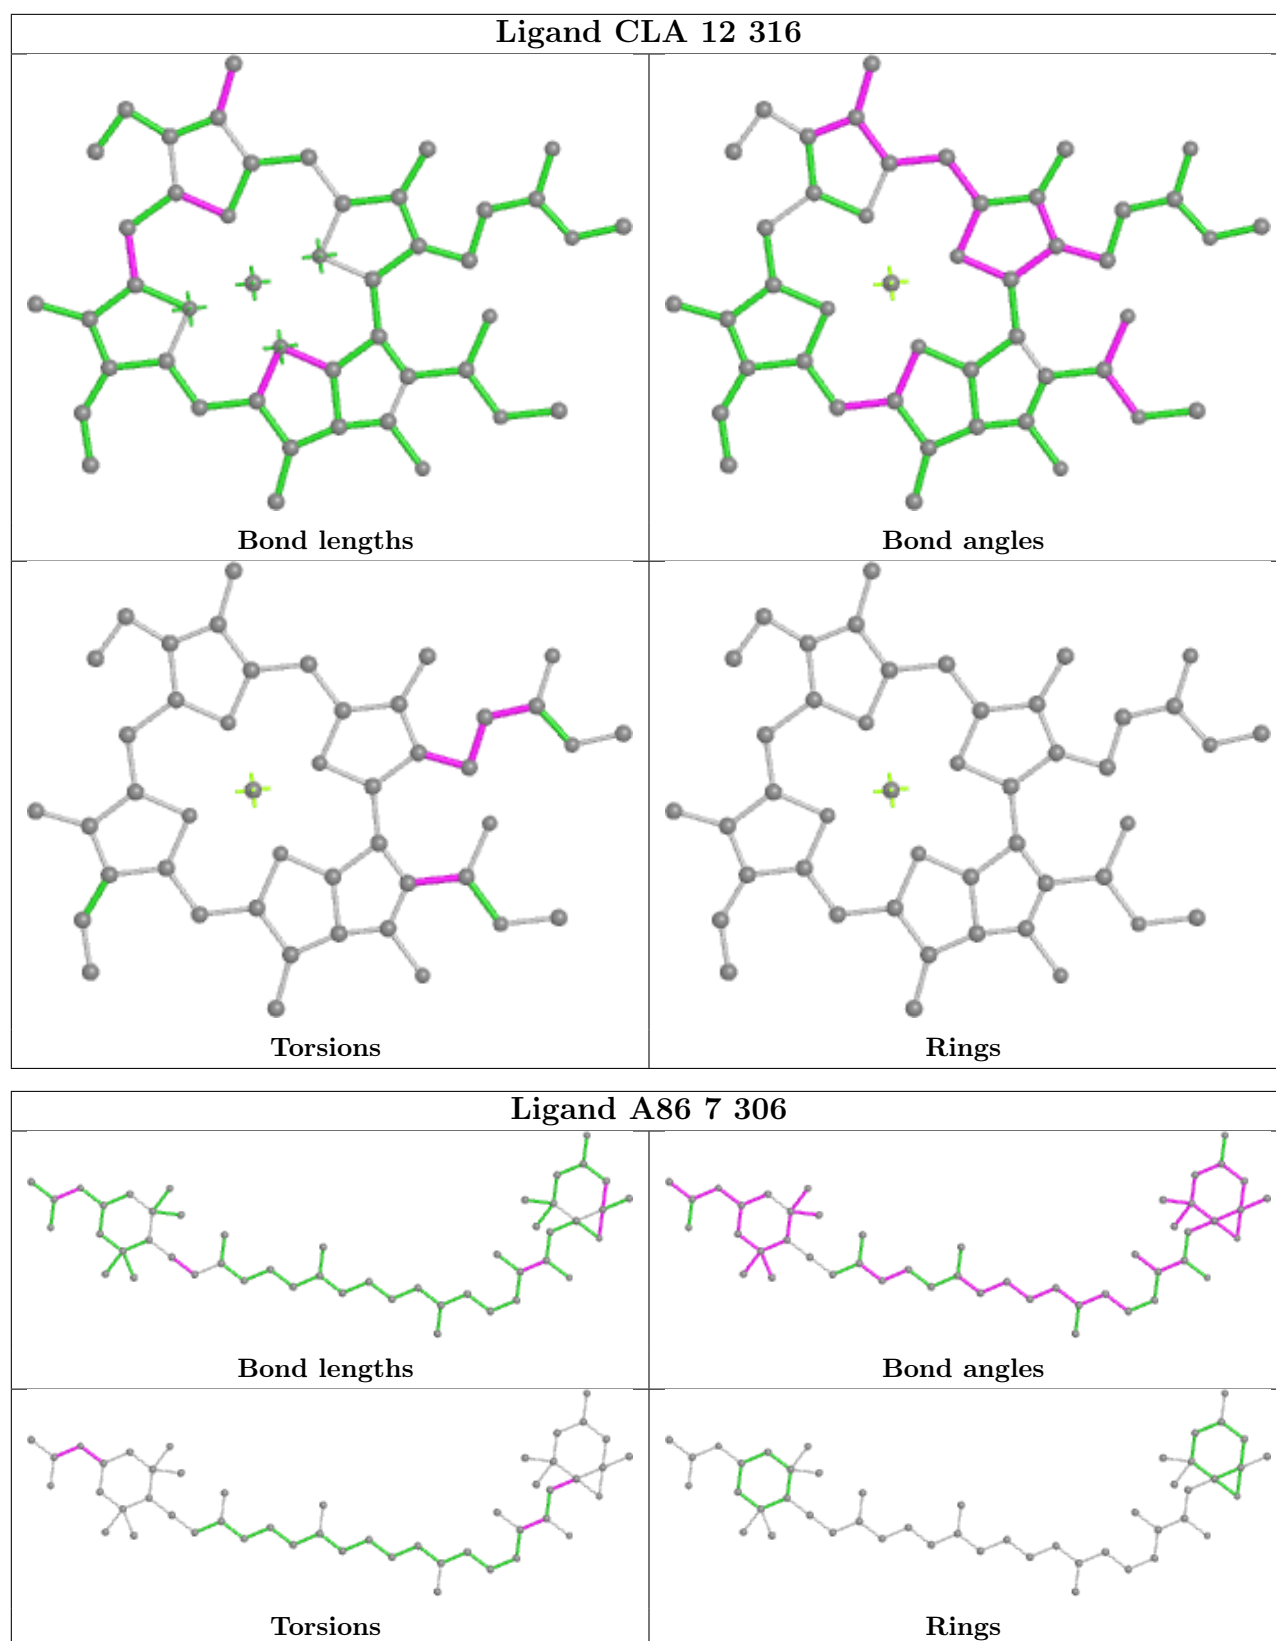 Ligand CLA 12 316
Bond lengths
Bond angles
Torsions
Rings
Ligand A86 7 306
Bond lengths
Bond angles
Torsions
Rings